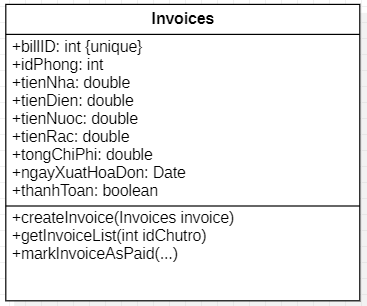 Invoices
+billID: int {unique}
+idPhong: int
+tienNha: double
+tienDien: double
+tienNuoc: double
+tienRac: double
+tongChiPhi: double
+ngayXuatHoaDon: Date
+thanhToan: boolean
+createInvoice(Invoices invoice)
+getInvoiceList(int idChutro)
+markInvoiceAsPaid(...)